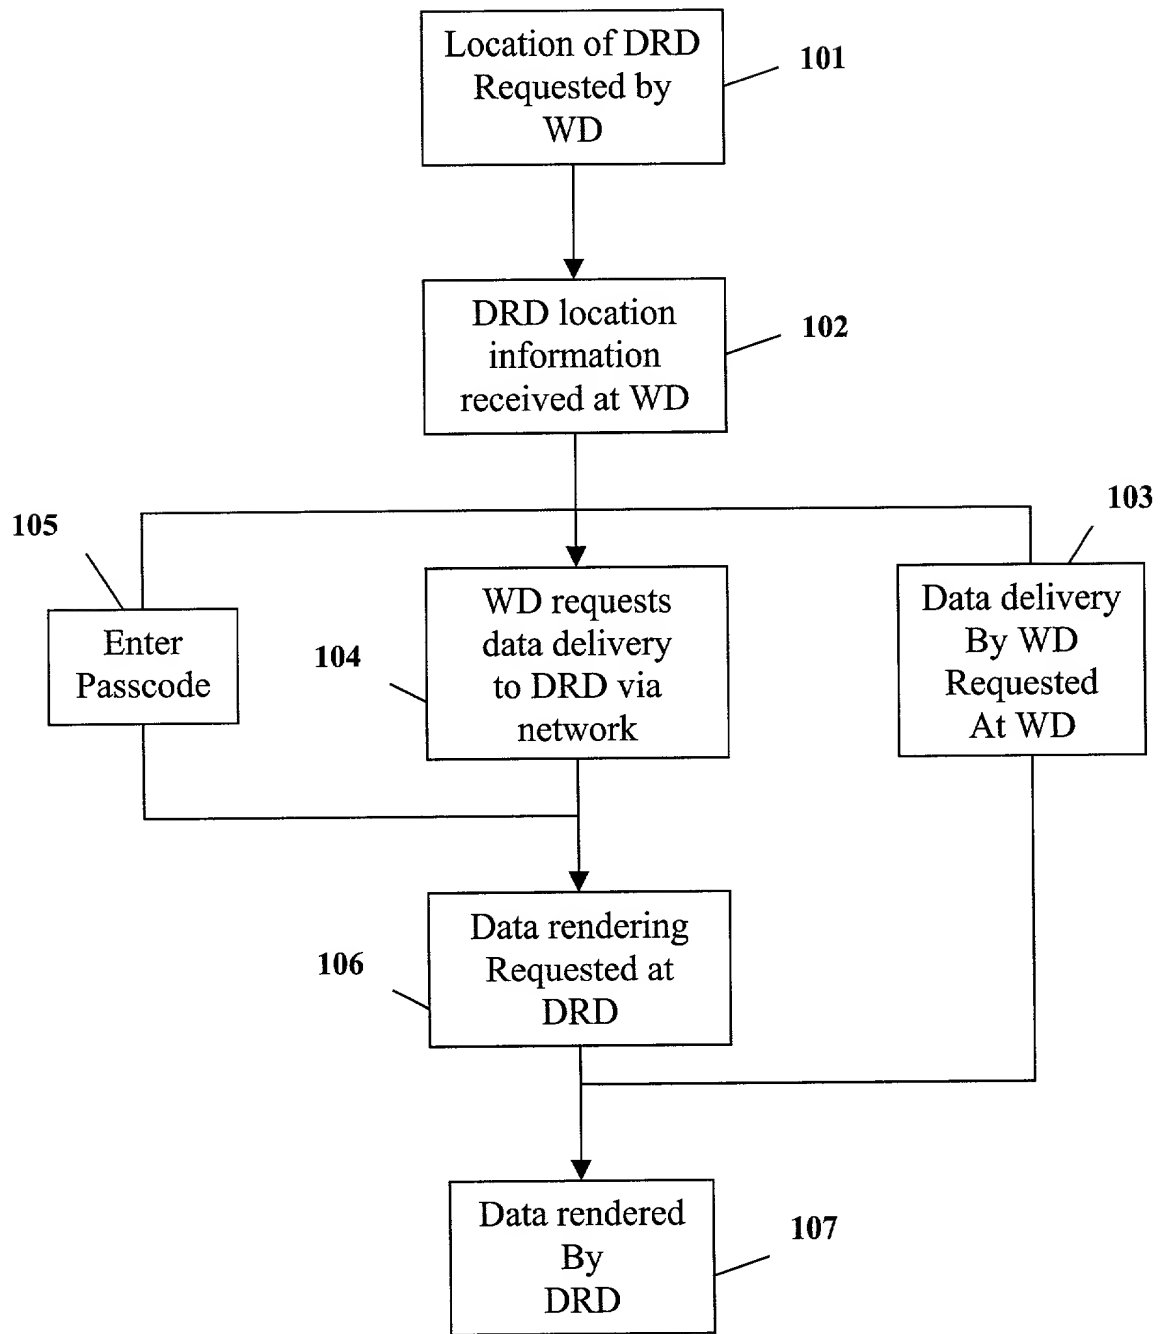 Location of DRD
Requested by
WD
101
DRD location
information
received at WD
102
105
Enter
Passcode
104
WD requests
data delivery
to DRD via
network
103
Data delivery
By WD
Requested
At WD
106
Data rendering
Requested at
DRD
Data rendered
By
DRD
107